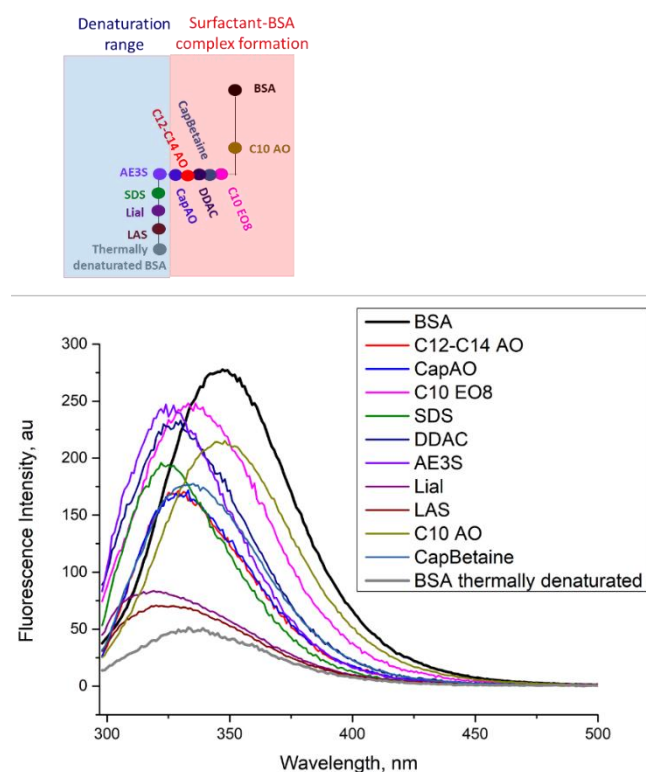 Denaturation
range
Surfactant-BSA
complex formation
BSA
C12-C14 AO
CapBetaine
C10 AO
AE3S
SDS
Lial
LAS
Thermally
denaturated BSA
CapAO
DDAC
C10 EO8
BSA
C12-C14 AO
CapAO
C10 EO8
SDS
DDAC
AE3S
Lial
LAS
C10 AO
CapBetaine
BSA thermally denaturated
Fluorescence Intensity, au
300
250
200
150
100
50
0
300
350
400
450
500
Wavelength, nm